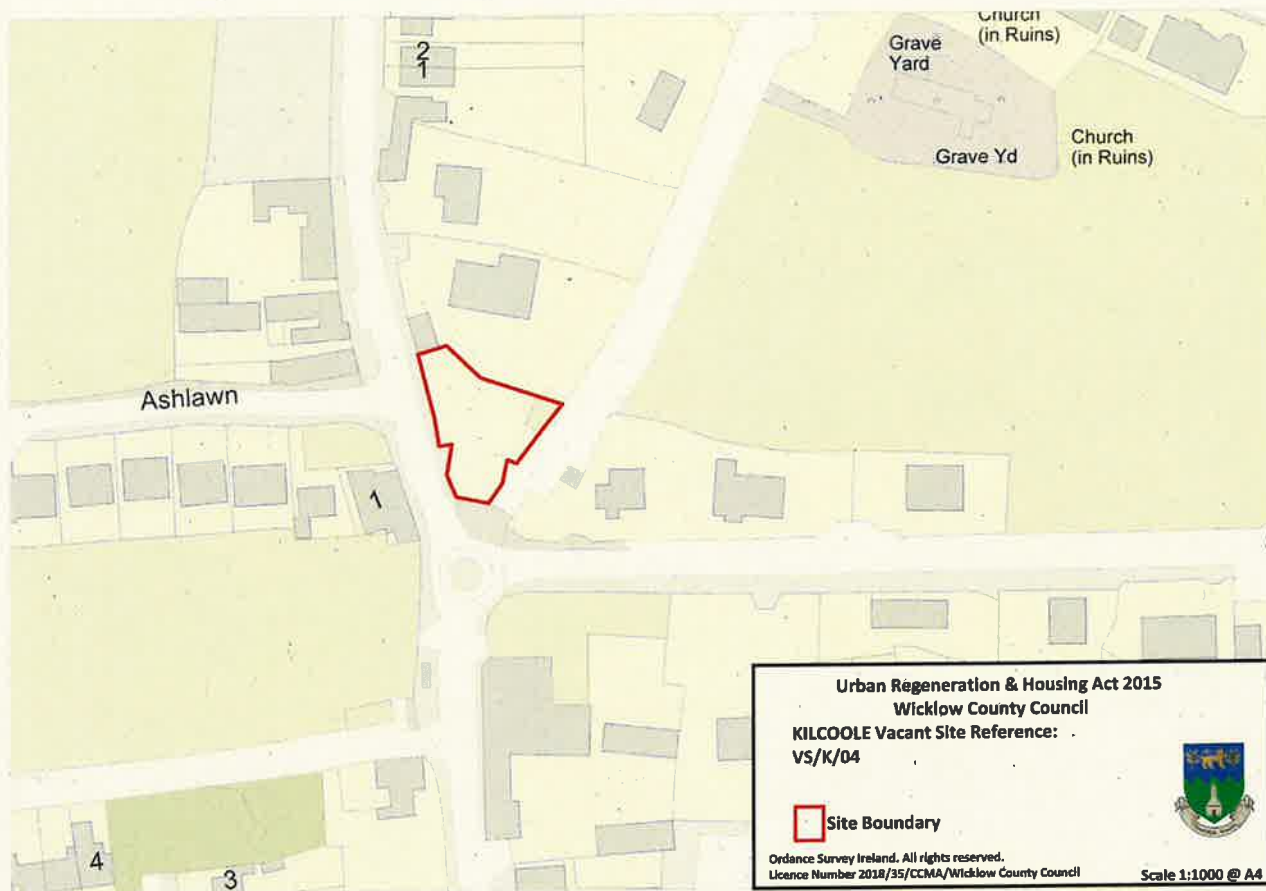 2
1
Church
(in Ruins)
Grave
Yard
Church
(in Ruins)
Grave Yd
Ashlawn
1
4
3
Urban Regeneration & Housing Act 2015
Wicklow County Council
KILCOOLE Vacant Site Reference:
VS/K/04
Site Boundary
Ordance Survey Ireland. All rights reserved.
Licence Number 2018/35/CCMA/Wicklow County Council
Scale 1:1000 @ A4